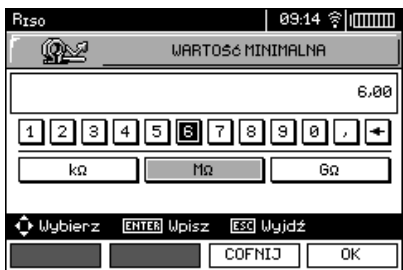 RISO 09:14
WARTOŚĆ MINIMALNA
6,00
1 2 3 4 5 6 7 8 9 0 , ←
kΩ MΩ GΩ
Wybierz ENTER Wpisz ESC Wyjdź
COFNIJ OK